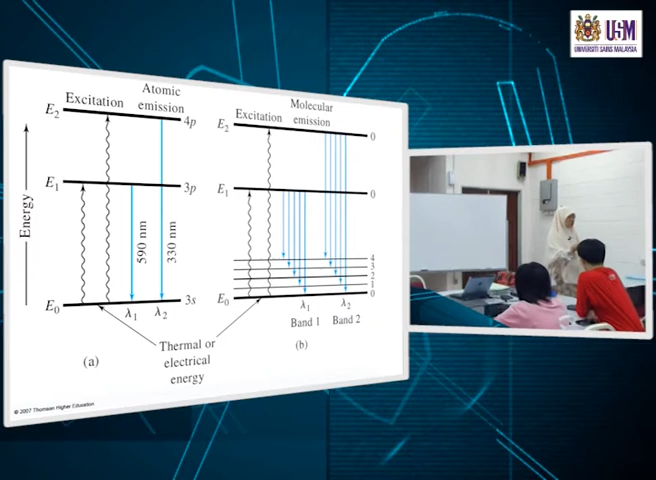 USM
UNIVERSITI SAINS MALAYSIA
Atomic
emission
Excitation
E2
4p
E1
3p
Energy
590 nm
330 nm
E0
3s
λ1
λ2
(a)
Thermal or
electrical
energy
Molecular
emission
Excitation
E2
0
E1
0
4
3
2
1
E0
0
λ1
λ2
Band 1
Band 2
(b)
© 2007 Thomson Higher Education